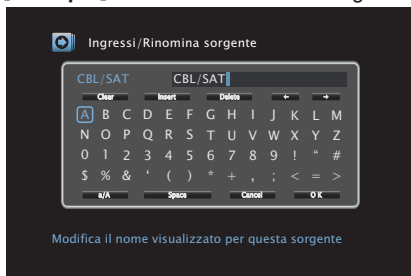 Ingressi/Rinomina sorgente
CBL/SAT CBL/SAT
Clear Insert Delete ← →
A B C D E F G H I J K L M
N O P Q R S T U V W X Y Z
0 1 2 3 4 5 6 7 8 9 ! “ #
$ % & ‘ ( ) * + , ; < = >
a/A Space Cancel OK
Modifica il nome visualizzato per questa sorgente